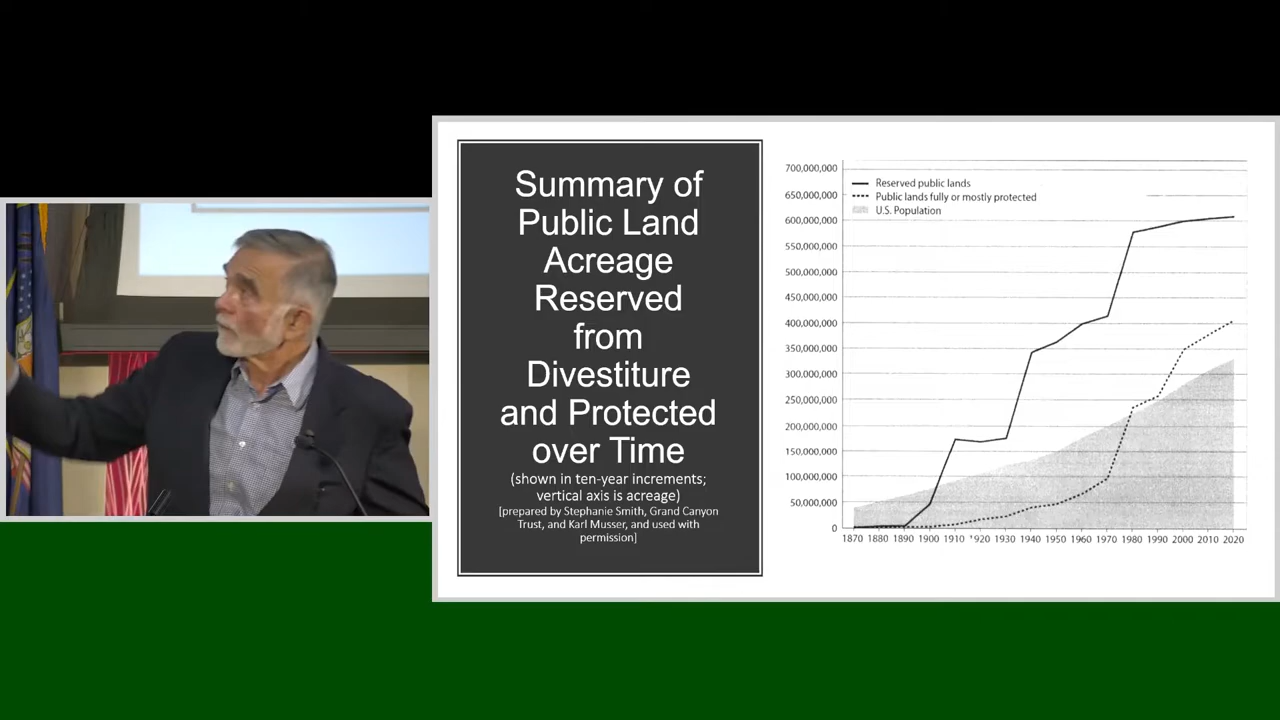 Summary of
Public Land
Acreage
Reserved
from
Divestiture
and Protected
over Time
(shown in ten-year increments;
vertical axis is acreage)
[prepared by Stephanie Smith, Grand Canyon
Trust, and Karl Musser, and used with
permission]
700,000,000
650,000,000
600,000,000
550,000,000
500,000,000
450,000,000
400,000,000
350,000,000
300,000,000
250,000,000
200,000,000
150,000,000
100,000,000
50,000,000
0
Reserved public lands
Public lands fully or mostly protected
U.S. Population
1870 1880 1890 1900 1910 1920 1930 1940 1950 1960 1970 1980 1990 2000 2010 2020